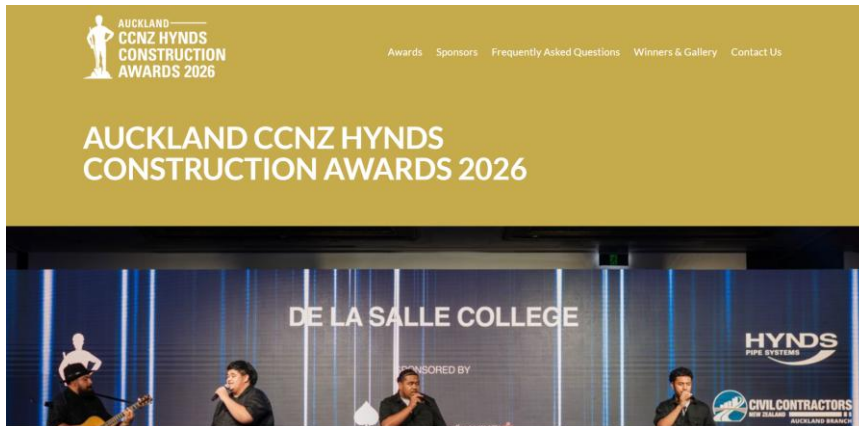 AUCKLAND
CCNZ HYNDS
CONSTRUCTION
AWARDS 2026
Awards Sponsors Frequently Asked Questions Winners & Gallery Contact Us
AUCKLAND CCNZ HYNDS
CONSTRUCTION AWARDS 2026
DE LA SALLE COLLEGE
HYNDS
PIPE SYSTEMS
SPONSORED BY
CIVIL CONTRACTORS
NEW ZEALAND
AUCKLAND BRANCH